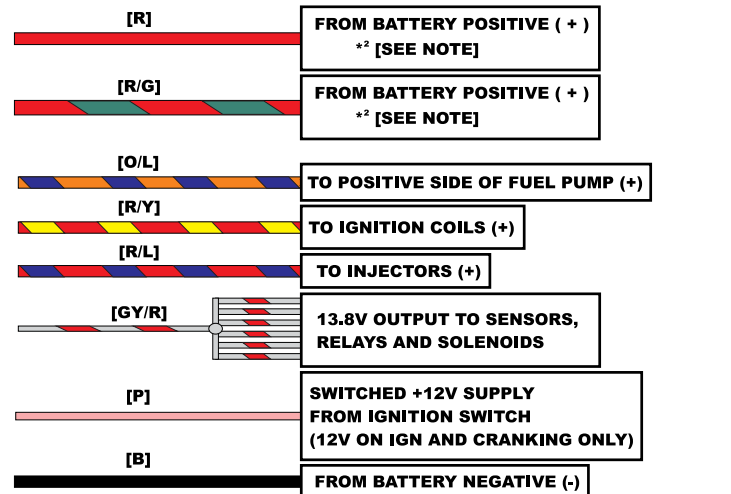 [R]
FROM BATTERY POSITIVE ( + )
*² [SEE NOTE]
[R/G]
FROM BATTERY POSITIVE ( + )
*² [SEE NOTE]
[O/L]
TO POSITIVE SIDE OF FUEL PUMP (+)
[R/Y]
TO IGNITION COILS (+)
[R/L]
TO INJECTORS (+)
[GY/R]
13.8V OUTPUT TO SENSORS,
RELAYS AND SOLENOIDS
[P]
SWITCHED +12V SUPPLY
FROM IGNITION SWITCH
(12V ON IGN AND CRANKING ONLY)
[B]
FROM BATTERY NEGATIVE (-)